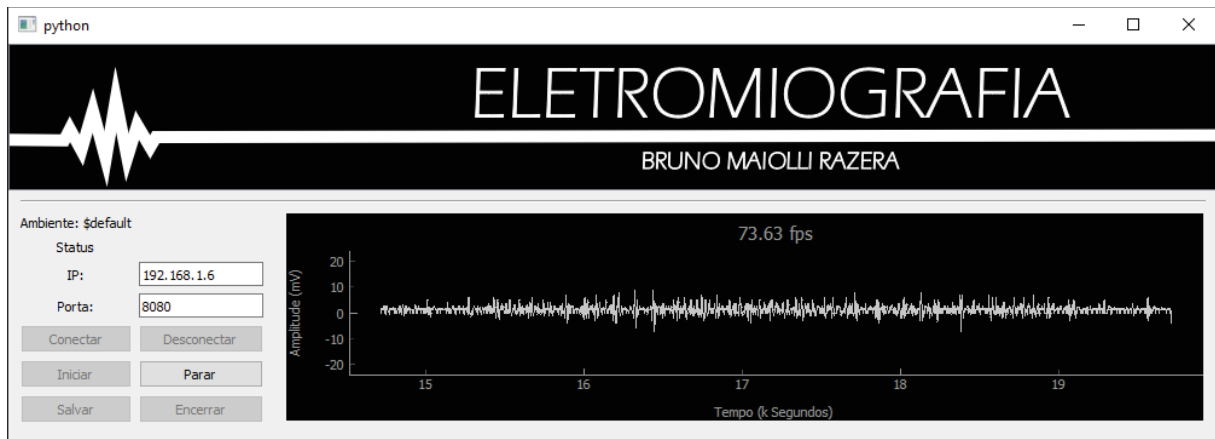 python
ELETROMIOGRAFIA
BRUNO MAIOLLI RAZERA
Ambiente: $default
Status
IP: 192.168.1.6
Porta: 8080
Conectar Desconectar
Iniciar Parar
Salvar Encerrar
73.63 fps
Amplitude (mV)
20
10
0
-10
-20
15 16 17 18 19
Tempo (k Segundos)